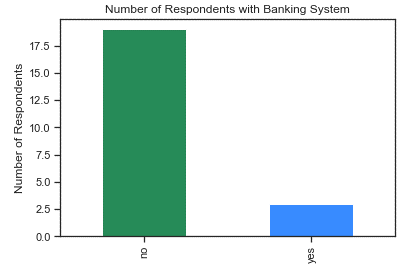 Number of Respondents with Banking System
Number of Respondents
17.5
15.0
12.5
10.0
7.5
5.0
2.5
0.0
no
yes